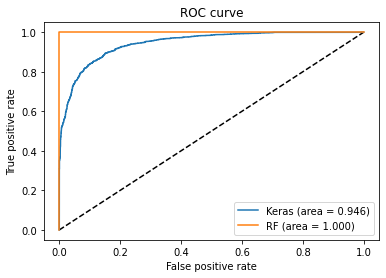 ROC curve
True positive rate
1.0
0.8
0.6
0.4
0.2
0.0
Keras (area = 0.946)
RF (area = 1.000)
0.0 0.2 0.4 0.6 0.8 1.0
False positive rate